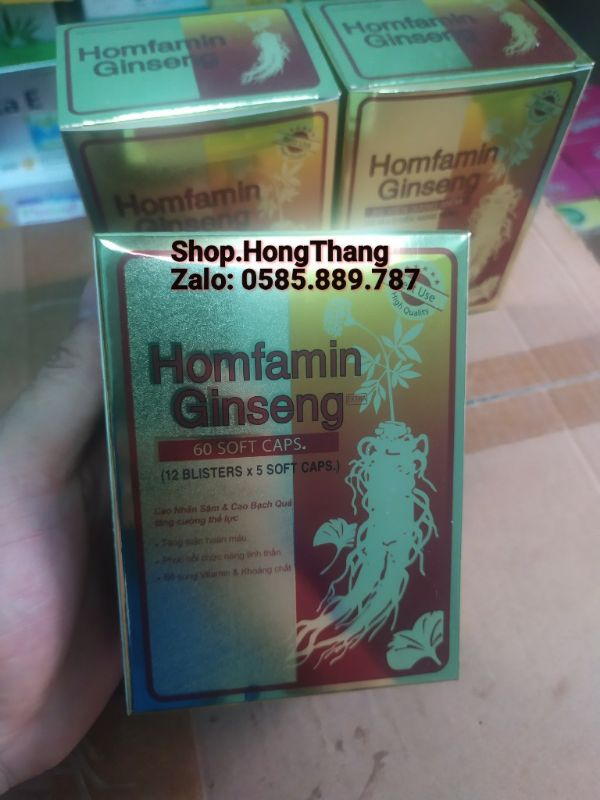 Homfamin
Ginseng
Homfamin
Ginseng
Homfamin
Ginseng
a E
Shop.HongThang
Zalo: 0585.889.787
Use
High Quality
Homfamin
Ginseng
60 SOFT CAPS.
(12 BLISTERS x 5 SOFT CAPS.)
Cao Nhân Sâm & Cao Bạch Quả
tăng cường thể lực
• Tăng tuần hoàn máu
• Phục hồi chức năng tinh thần
• Bổ sung Vitamin & Khoáng chất